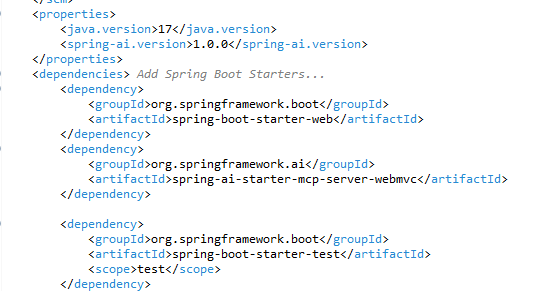 </scm>
<properties>
<java.version>17</java.version>
<spring-ai.version>1.0.0</spring-ai.version>
</properties>
<dependencies> Add Spring Boot Starters...
<dependency>
<groupId>org.springframework.boot</groupId>
<artifactId>spring-boot-starter-web</artifactId>
</dependency>
<dependency>
<groupId>org.springframework.ai</groupId>
<artifactId>spring-ai-starter-mcp-server-webmvc</artifactId>
</dependency>
<dependency>
<groupId>org.springframework.boot</groupId>
<artifactId>spring-boot-starter-test</artifactId>
<scope>test</scope>
</dependency>